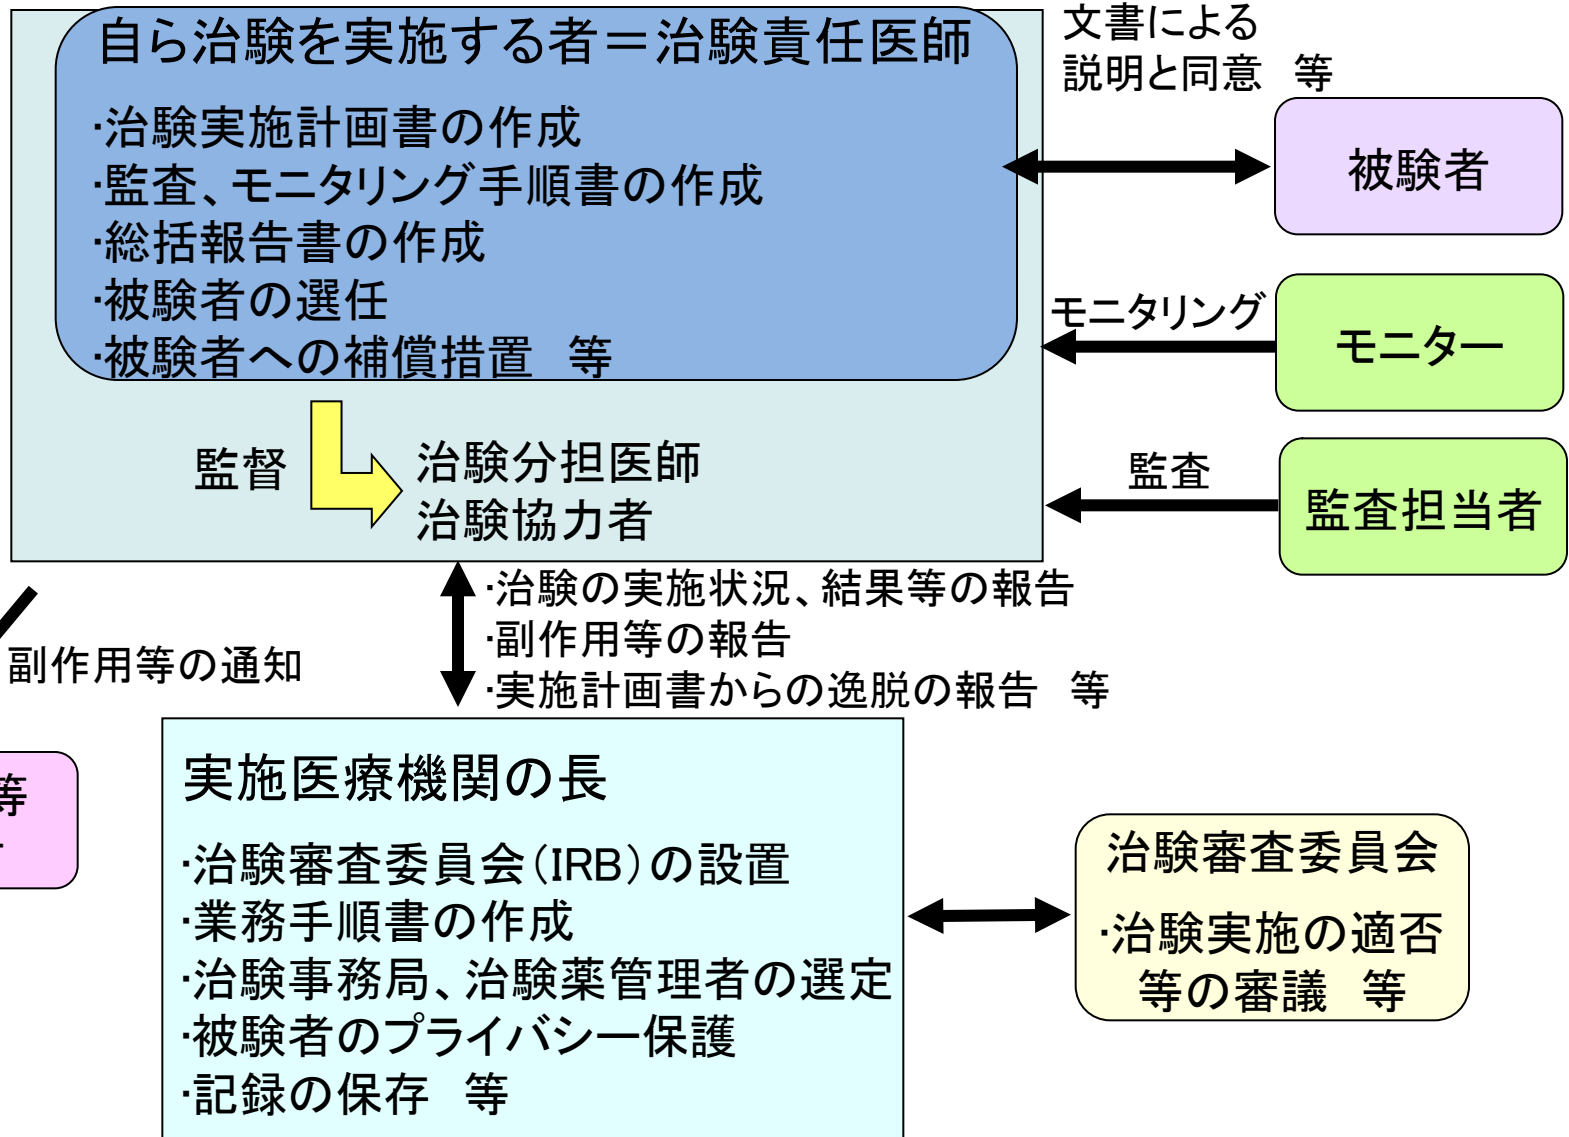 自ら治験を実施する者＝治験責任医師
・治験実施計画書の作成
・監査、モニタリング手順書の作成
・総括報告書の作成
・被験者の選任
・被験者への補償措置　等
監督
治験分担医師
治験協力者
文書による
説明と同意　等
被験者
モニタリング
モニター
監査
監査担当者
・治験の実施状況、結果等の報告
・副作用等の報告
・実施計画書からの逸脱の報告　等
副作用等の通知
等
実施医療機関の長
・治験審査委員会（IRB）の設置
・業務手順書の作成
・治験事務局、治験薬管理者の選定
・被験者のプライバシー保護
・記録の保存　等
治験審査委員会
・治験実施の適否
等の審議　等